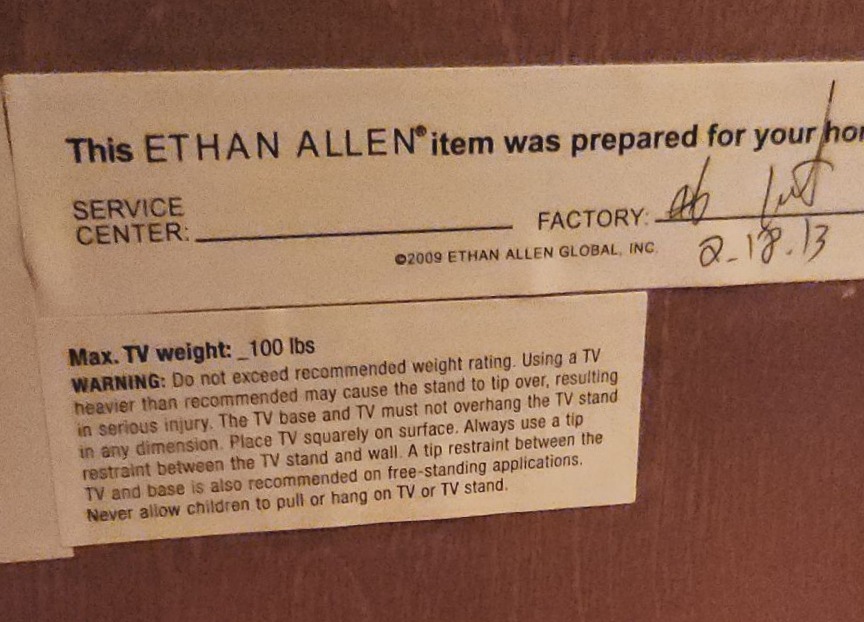 This ETHAN ALLEN® item was prepared for your
SERVICE
CENTER:
FACTORY:
©2009 ETHAN ALLEN GLOBAL, INC.
2-18.13
Max. TV weight: _100 lbs
WARNING: Do not exceed recommended weight rating. Using a TV
heavier than recommended may cause the stand to tip over, resulting
in serious injury. The TV base and TV must not overhang the TV stand
in any dimension. Place TV squarely on surface. Always use a tip
restraint between the TV stand and wall. A tip restraint between the
TV and base is also recommended on free-standing applications.
Never allow children to pull or hang on TV or TV stand.